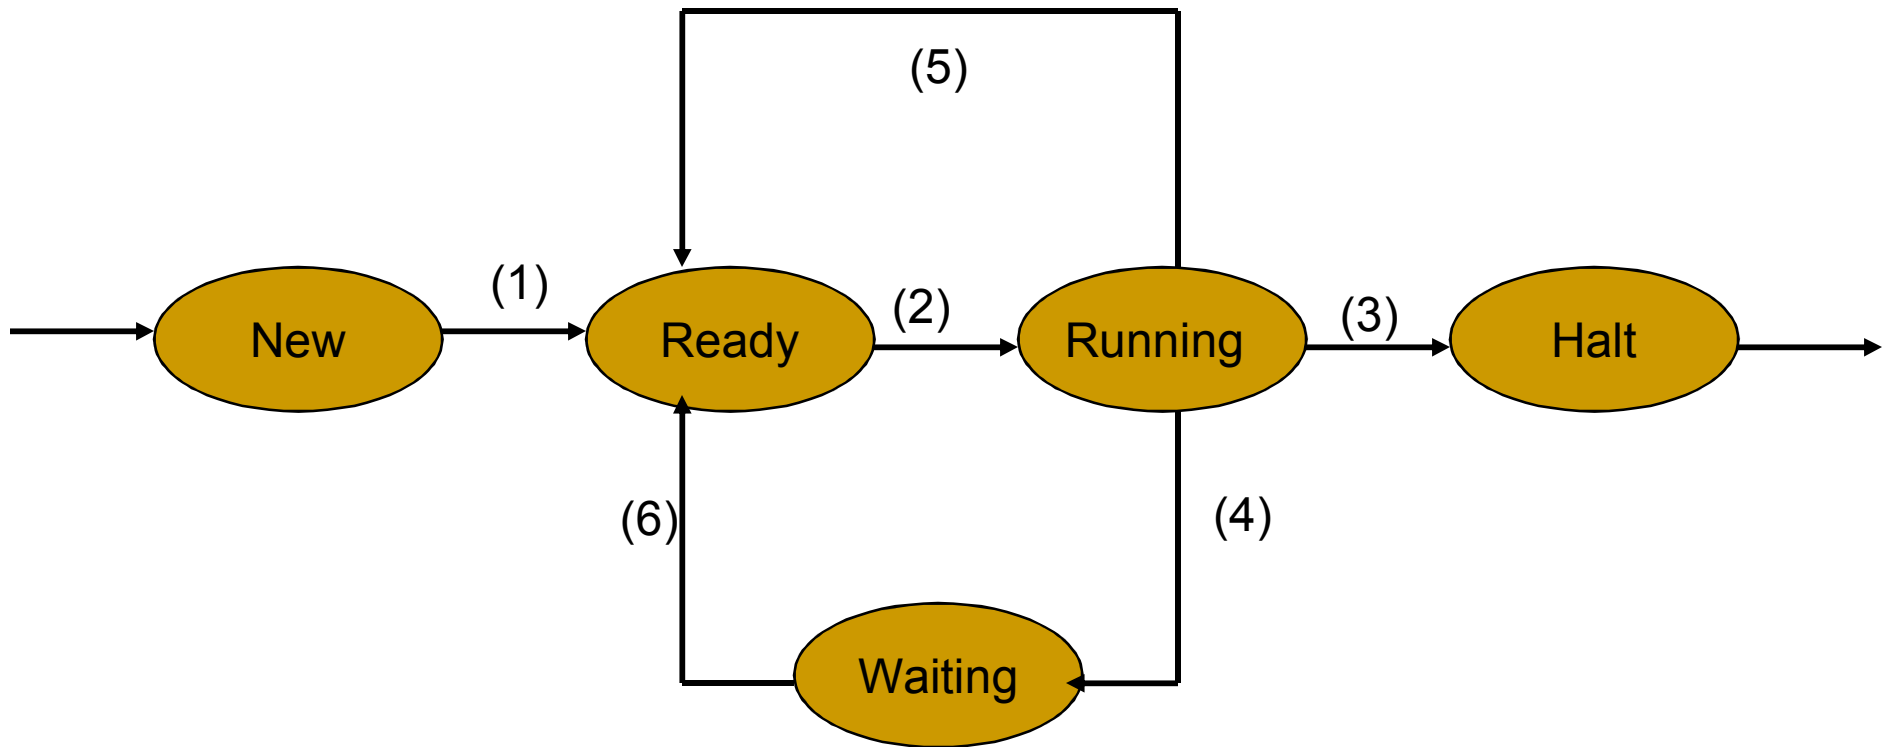 (5)
New
(1)
Ready
(2)
Running
(3)
Halt
(6)
(4)
Waiting